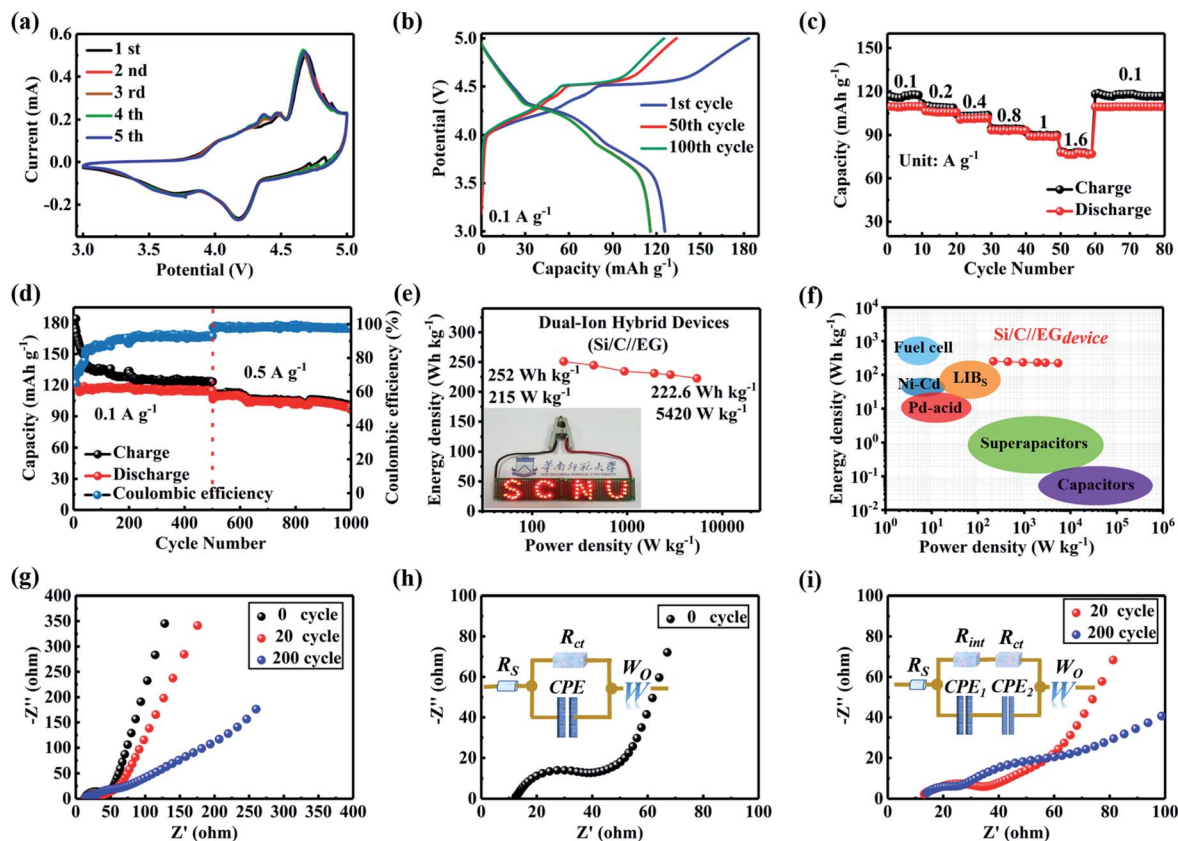 (a)
0.6
0.4
0.2
0.0
-0.2
Current (mA)
1 st
2 nd
3 rd
4 th
5 th
3.0 3.5 4.0 4.5 5.0
Potential (V)
(b)
5.0
4.5
4.0
3.5
3.0
Potential (V)
1st cycle
50th cycle
100th cycle
0.1 A g⁻¹
0 30 60 90 120 150 180
Capacity (mAh g⁻¹)
(c)
180
150
120
90
60
30
Capacity (mAh g⁻¹)
0.1
0.2
0.4
0.8
1
1.6
0.1
Unit: A g⁻¹
Charge
Discharge
0 10 20 30 40 50 60 70 80
Cycle Number
(d)
180
150
120
90
60
30
0
Capacity (mAh g⁻¹)
0.1 A g⁻¹
0.5 A g⁻¹
Charge
Discharge
Coulombic efficiency
100
80
60
40
20
0
Coulombic efficiency (%)
0 200 400 600 800 1000
Cycle Number
(e)
300
250
200
150
100
50
0
Energy density (Wh kg⁻¹)
Dual-Ion Hybrid Devices
(Si/C//EG)
252 Wh kg⁻¹
215 W kg⁻¹
222.6 Wh kg⁻¹
5420 W kg⁻¹
華南師範大學
SOUTH CHINA NORMAL UNIVERSITY
SCNU
100 1000 10000
Power density (W kg⁻¹)
(f)
10⁴
10³
10²
10¹
10⁰
10⁻¹
10⁻²
Energy density (Wh kg⁻¹)
Si/C//EG device
Fuel cell
Ni-Cd
LIBS
Pd-acid
Superapacitors
Capacitors
10⁰ 10¹ 10² 10³ 10⁴ 10⁵ 10⁶
Power density (W kg⁻¹)
(g)
400
350
300
250
200
150
100
50
0
-Z'' (ohm)
0 cycle
20 cycle
200 cycle
0 50 100 150 200 250 300 350 400
Z' (ohm)
(h)
100
80
60
40
20
0
-Z'' (ohm)
0 cycle
Rct
RS
CPE
WO
W
0 20 40 60 80 100
Z' (ohm)
(i)
100
80
60
40
20
0
-Z'' (ohm)
20 cycle
200 cycle
Rint Rct
RS
CPE1 CPE2
WO
W
0 20 40 60 80 100
Z' (ohm)